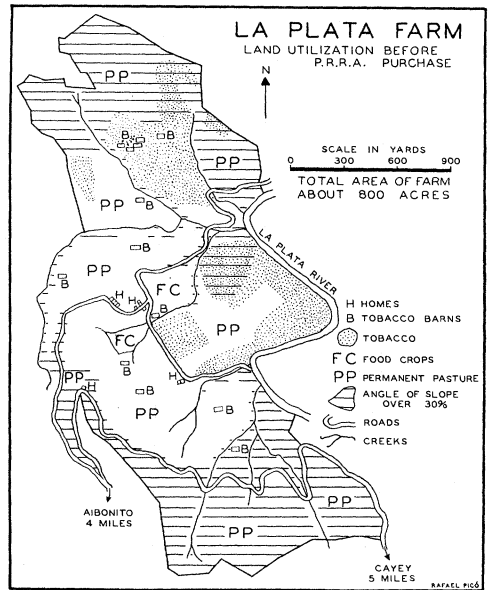 LA PLATA FARM
LAND UTILIZATION BEFORE
P.R.R.A. PURCHASE
N
SCALE IN YARDS
0 300 600 900
TOTAL AREA OF FARM
ABOUT 800 ACRES
PP
B B
PP
PP B
LA PLATA RIVER
B
PP
B
FC
H H
B
FC
PP
B
PP
H
H
B
PP
B
B
PP
PP
H HOMES
B TOBACCO BARNS
TOBACCO
FC FOOD CROPS
PP PERMANENT PASTURE
ANGLE OF SLOPE
OVER 30%
ROADS
CREEKS
AIBONITO
4 MILES
CAYEY
5 MILES
RAFAEL PICÓ